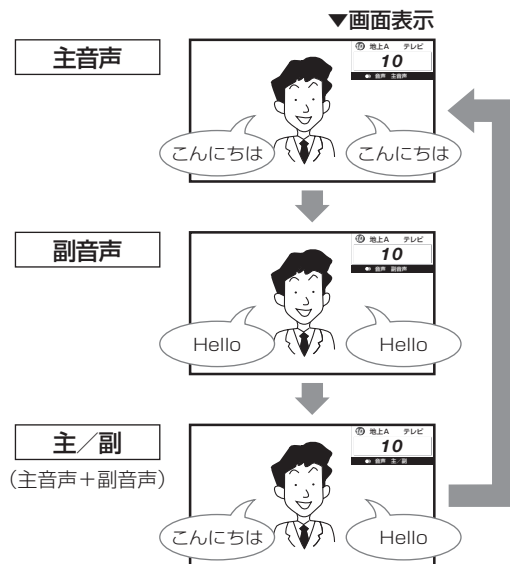 ▼画面表示
主音声
地上A テレビ
10
音声 主音声
こんにちは こんにちは
副音声
地上A テレビ
10
音声 副音声
Hello Hello
主／副
(主音声＋副音声)
地上A テレビ
10
音声 主／副
こんにちは Hello